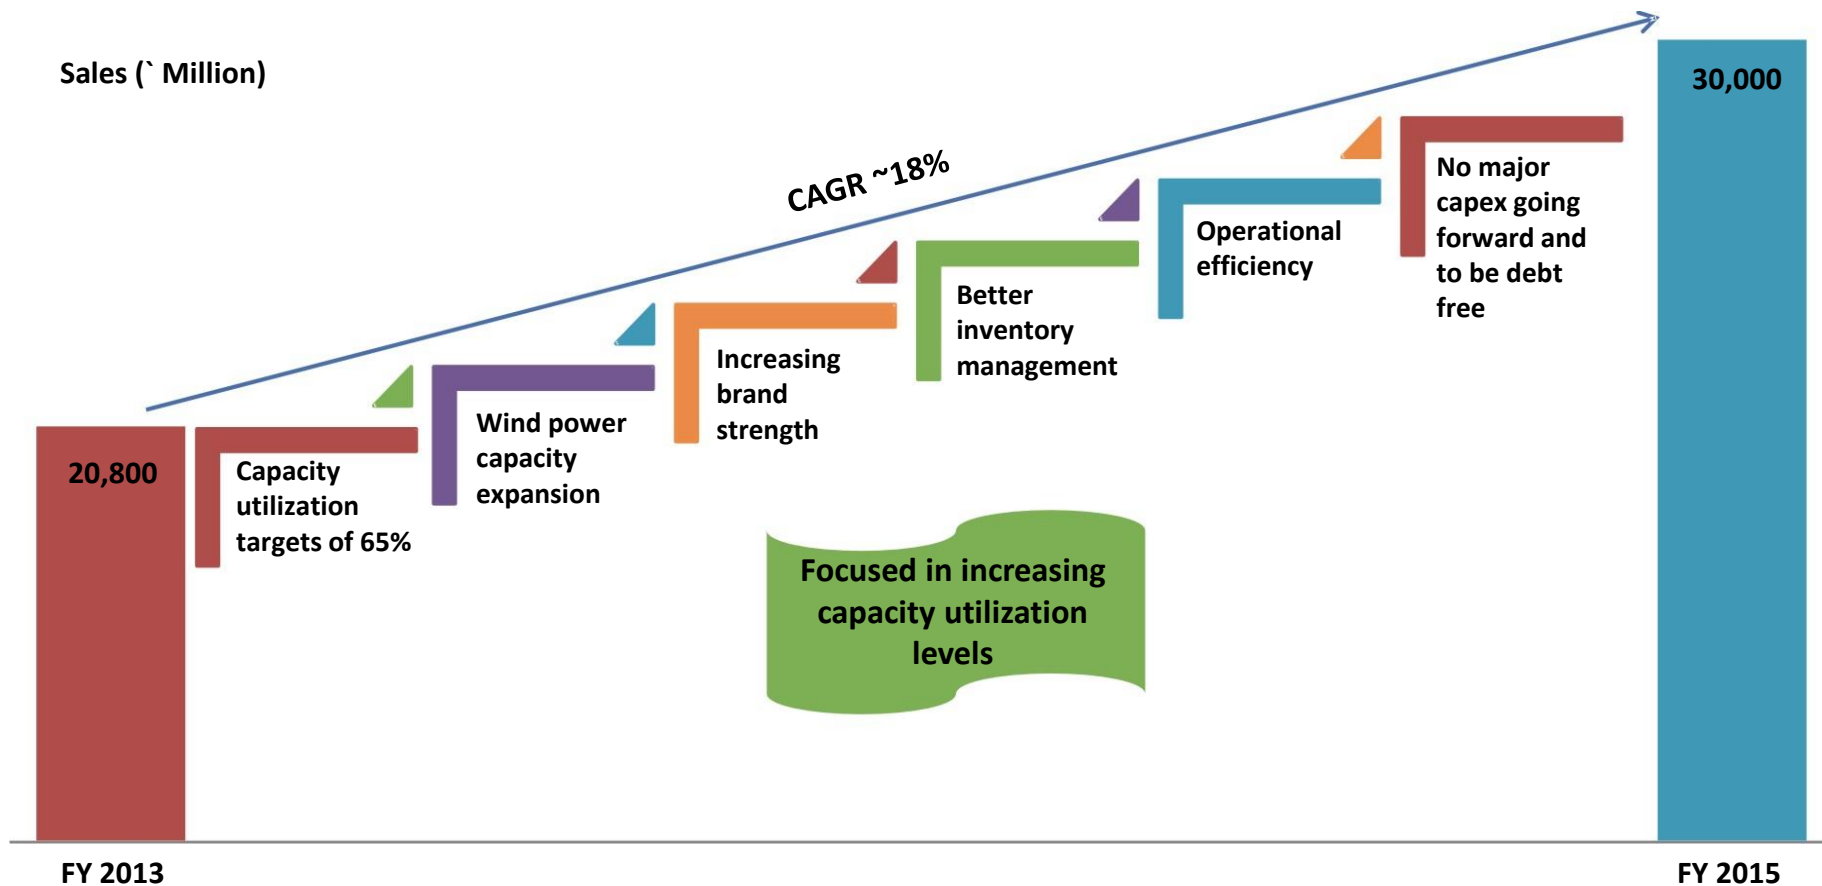 Sales (` Million)
30,000
CAGR ~18%
No major
capex going
forward and
to be debt
free
Operational
efficiency
Better
inventory
management
Increasing
brand
strength
Wind power
capacity
expansion
20,800
Capacity
utilization
targets of 65%
Focused in increasing
capacity utilization
levels
FY 2013
FY 2015